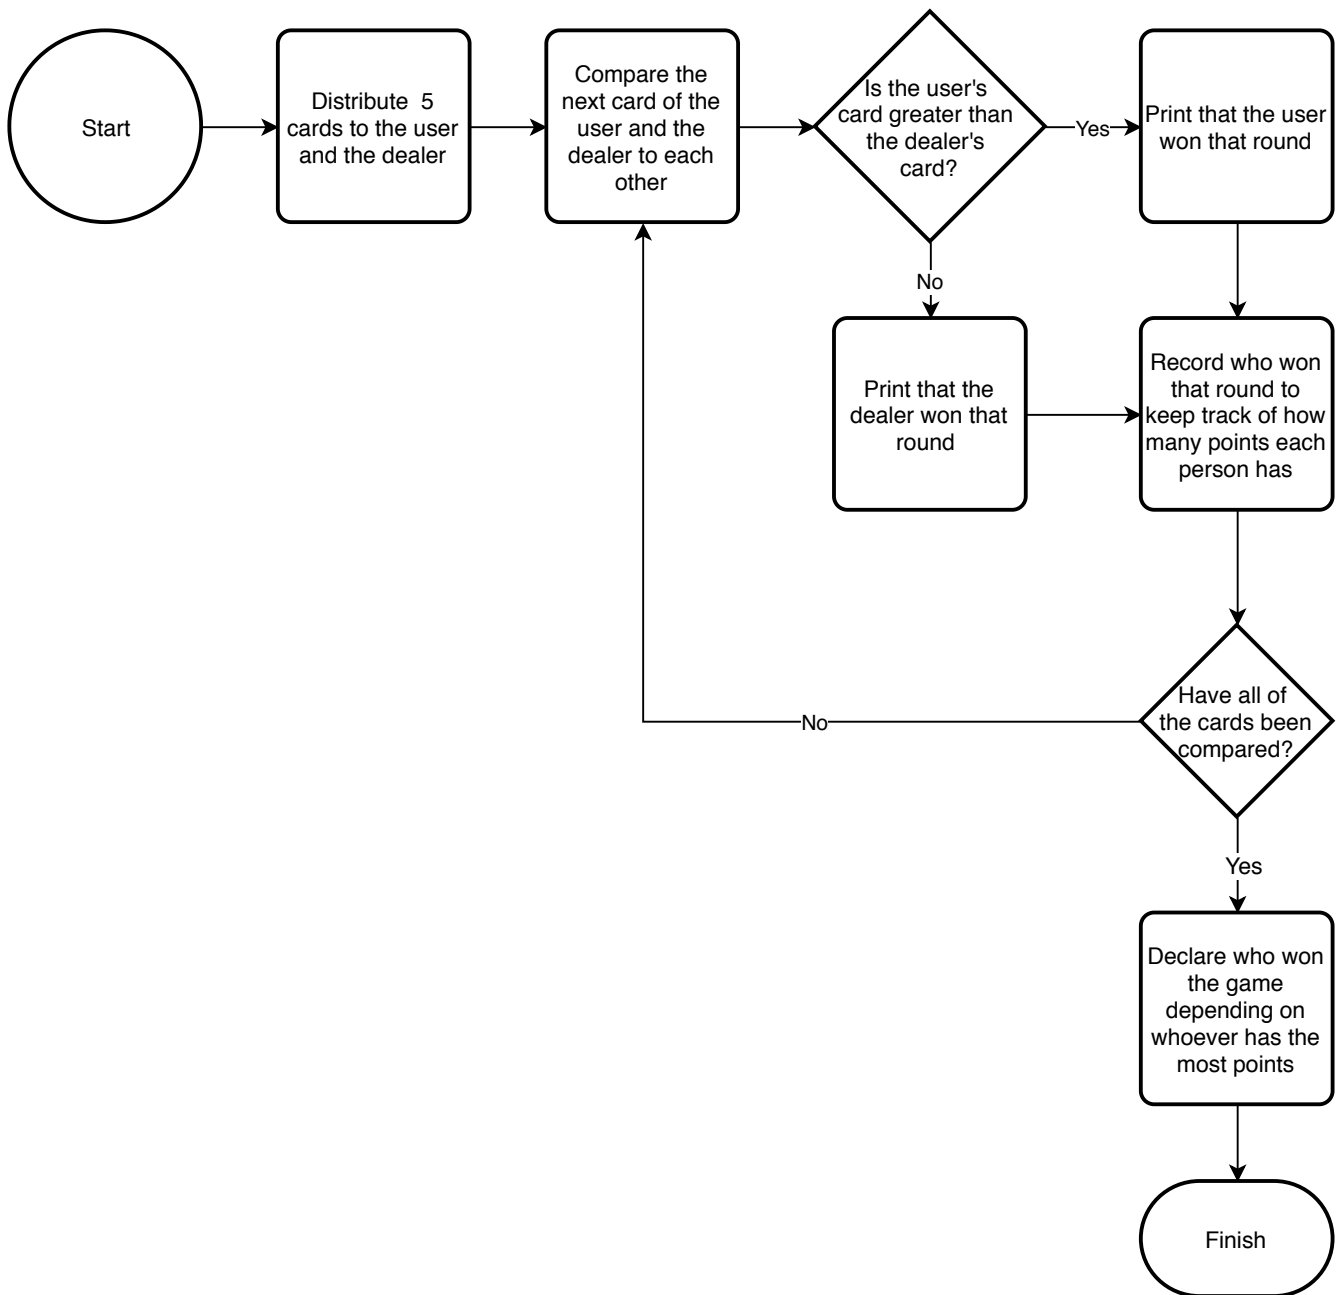 Start
Distribute  5
cards to the user
and the dealer
Compare the
next card of the
user and the
dealer to each
other
Is the user's
card greater than
the dealer's
card?
Yes
Print that the user
won that round
No
Print that the
dealer won that
round
Record who won
that round to
keep track of how
many points each
person has
Have all of
the cards been
compared?
No
Yes
Declare who won
the game
depending on
whoever has the
most points
Finish